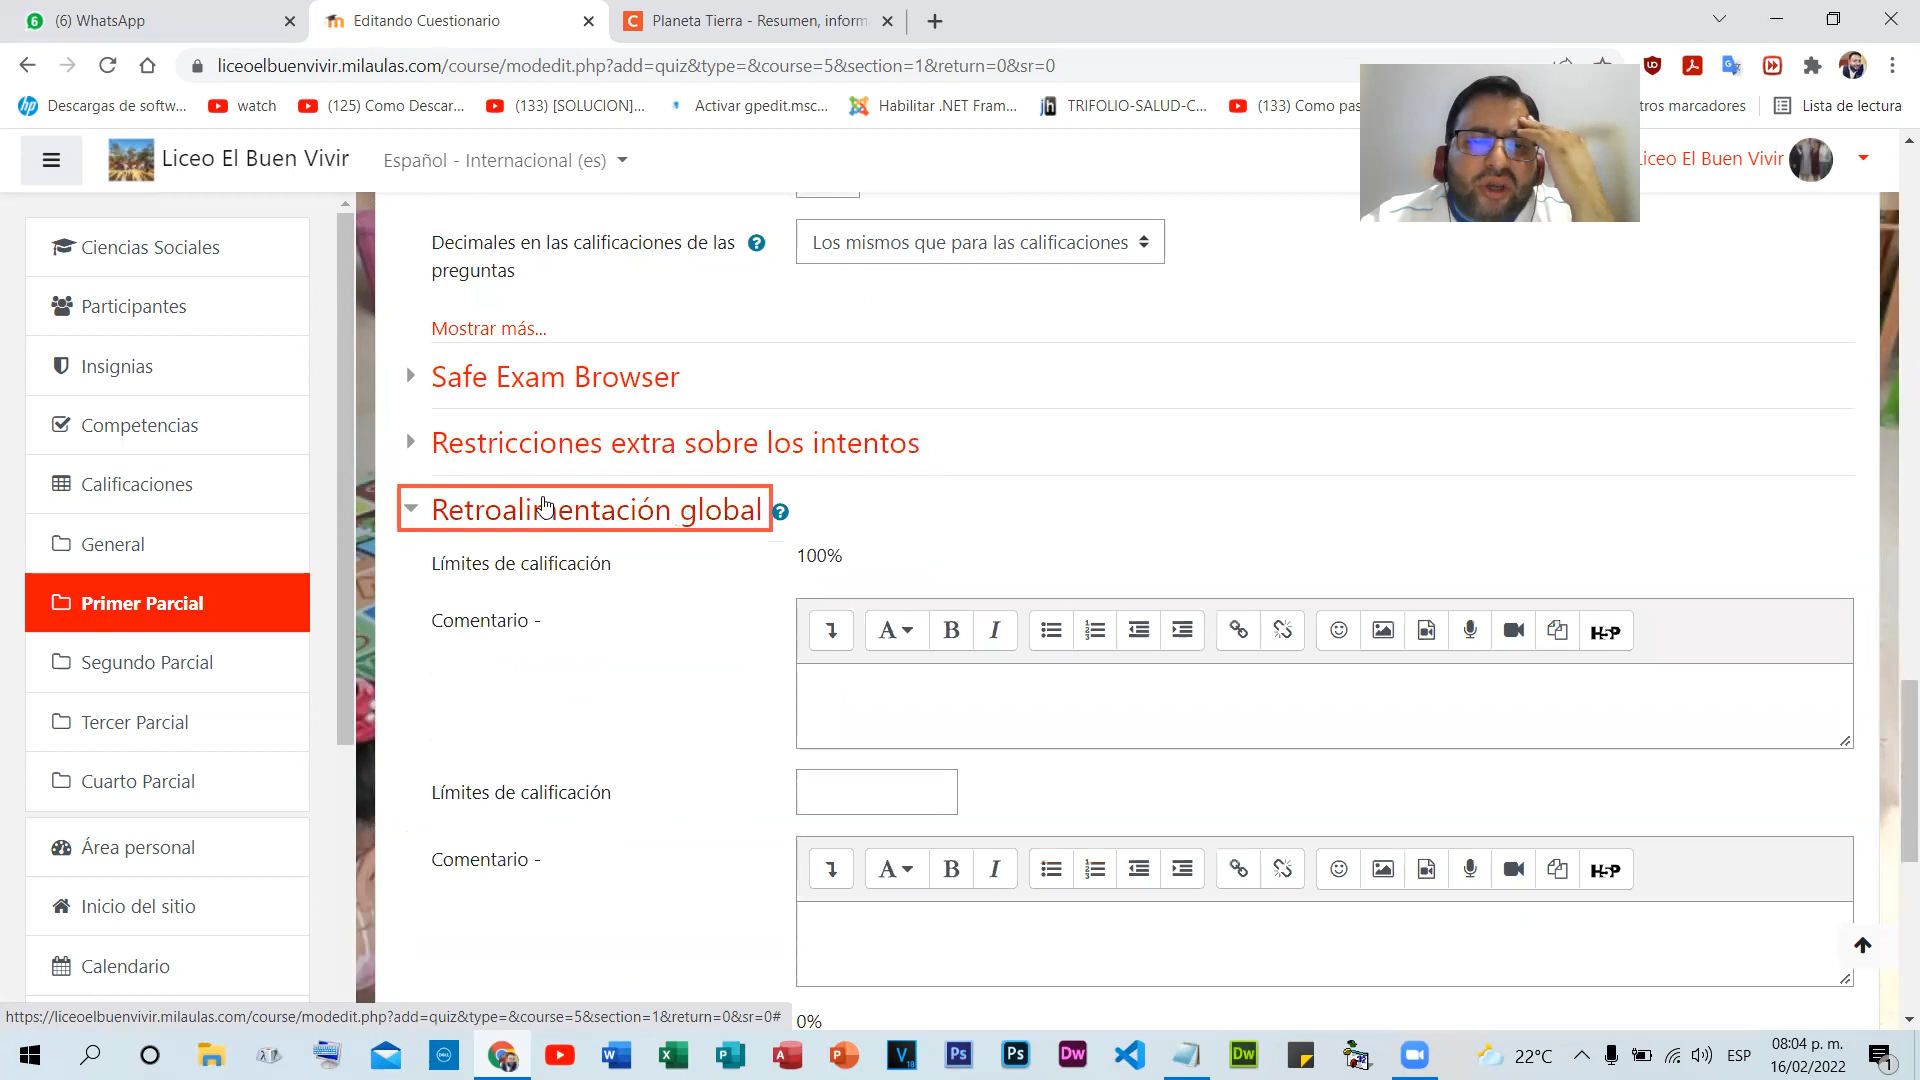 (6) WhatsApp
Editando Cuestionario
Planeta Tierra - Resumen, inform
liceoelbuenvivir.milaulas.com/course/modedit.php?add=quiz&type=&course=5&section=1&return=0&sr=0
Descargas de softw...
watch
(125) Como Descar...
(133) [SOLUCION]...
Activar gpedit.msc...
Habilitar .NET Fram...
TRIFOLIO-SALUD-C...
(133) Como pas
tros marcadores
Lista de lectura
Liceo El Buen Vivir
Español - Internacional (es)
Liceo El Buen Vivir
Ciencias Sociales
Participantes
Insignias
Competencias
Calificaciones
General
Primer Parcial
Segundo Parcial
Tercer Parcial
Cuarto Parcial
Área personal
Inicio del sitio
Calendario
Decimales en las calificaciones de las
preguntas
Los mismos que para las calificaciones
Mostrar más...
Safe Exam Browser
Restricciones extra sobre los intentos
Retroalimentación global
Límites de calificación
100%
Comentario -
A B I
H5P
Límites de calificación
Comentario -
A B I
H5P
0%
https://liceoelbuenvivir.milaulas.com/course/modedit.php?add=quiz&type=&course=5&section=1&return=0&sr=0#
22°C
ESP
08:04 p. m.
16/02/2022
1